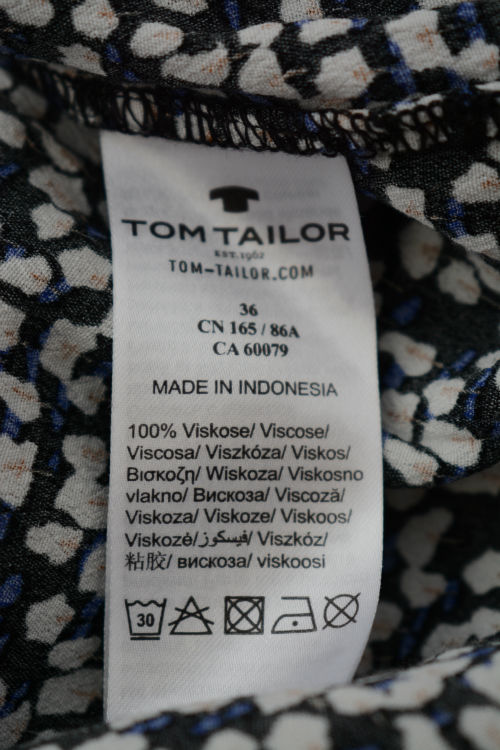 TOM TAILOR
EST. 1962
TOM-TAILOR.COM
36
CN 165 / 86A
CA 60079
MADE IN INDONESIA
100% Viskose/ Viscose/
Viscosa/ Viszkóza/ Viskos/
Βισκοζη/ Wiskoza/ Viskosno
vlakno/ Вискоза/ Viscoză/
Viskoza/ Viskoze/ Viskoos/
Viskozė/ فيسكوز/ Viszkóz/
粘胶/ вискоза/ viskoosi
30